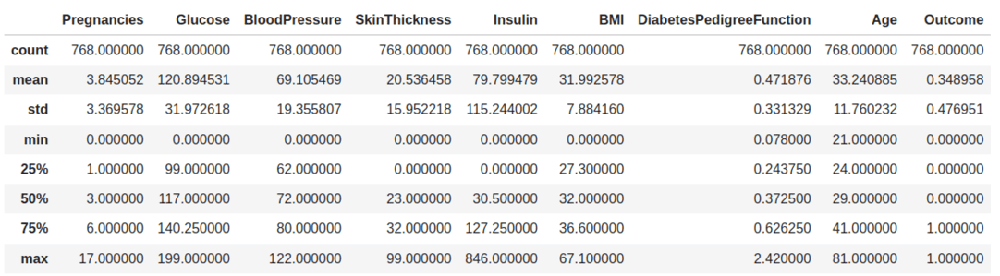 Pregnancies Glucose BloodPressure SkinThickness Insulin BMI DiabetesPedigreeFunction Age Outcome
count 768.000000 768.000000 768.000000 768.000000 768.000000 768.000000 768.000000 768.000000 768.000000
mean 3.845052 120.894531 69.105469 20.536458 79.799479 31.992578 0.471876 33.240885 0.348958
std 3.369578 31.972618 19.355807 15.952218 115.244002 7.884160 0.331329 11.760232 0.476951
min 0.000000 0.000000 0.000000 0.000000 0.000000 0.000000 0.078000 21.000000 0.000000
25% 1.000000 99.000000 62.000000 0.000000 0.000000 27.300000 0.243750 24.000000 0.000000
50% 3.000000 117.000000 72.000000 23.000000 30.500000 32.000000 0.372500 29.000000 0.000000
75% 6.000000 140.250000 80.000000 32.000000 127.250000 36.600000 0.626250 41.000000 1.000000
max 17.000000 199.000000 122.000000 99.000000 846.000000 67.100000 2.420000 81.000000 1.000000